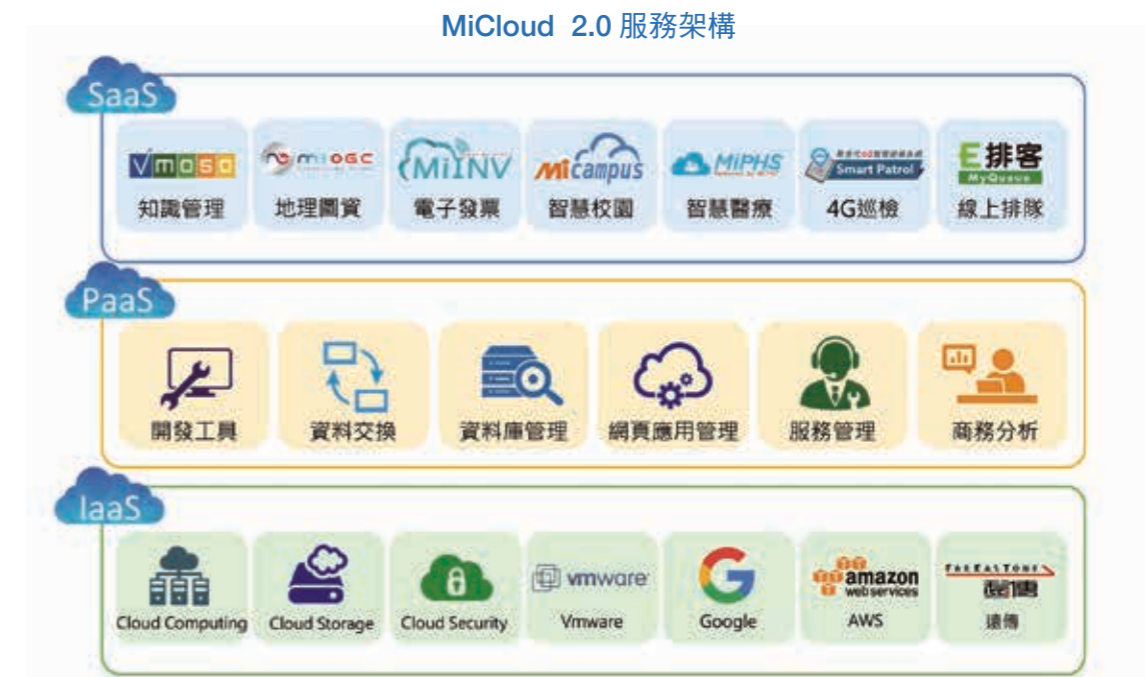 MiCloud 2.0 服務架構
SaaS
Vmoso
知識管理
地理圖資
MiINV
電子發票
Micampus
智慧校園
MiPHS
智慧醫療
Smart Patrol
4G巡檢
E排客
MyQueue
線上排隊
PaaS
開發工具
資料交換
資料庫管理
網頁應用管理
服務管理
商務分析
IaaS
Cloud Computing
Cloud Storage
Cloud Security
vmware
Vmware
Google
amazon
webservices
AWS
FAREASTONE
遠傳
遠傳